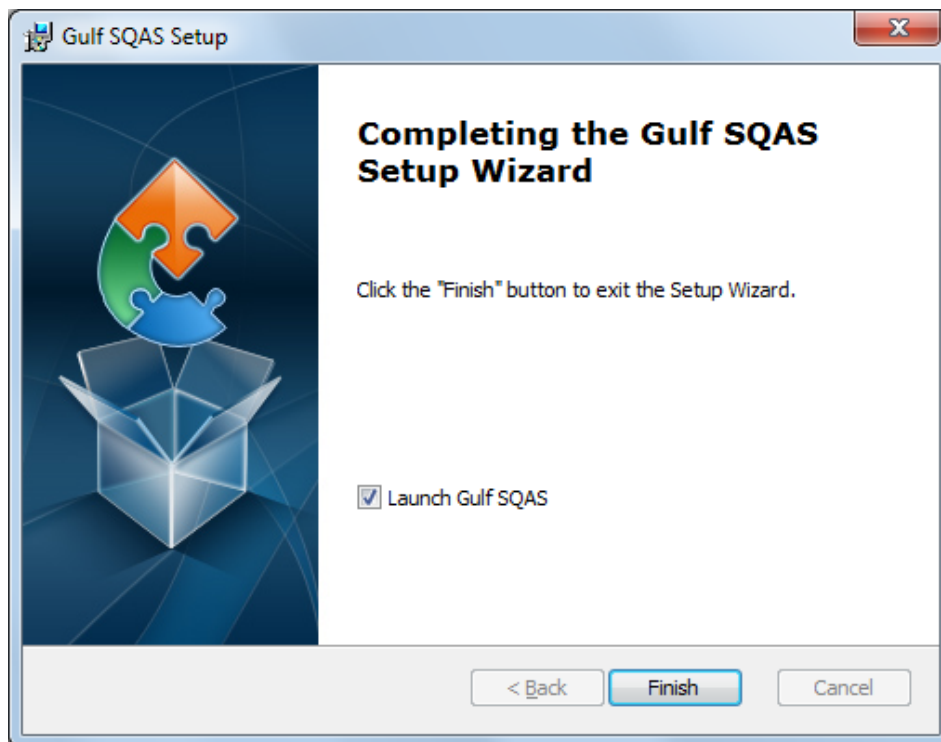 Gulf SQAS Setup
Completing the Gulf SQAS
Setup Wizard
Click the "Finish" button to exit the Setup Wizard.
Launch Gulf SQAS
< Back Finish Cancel